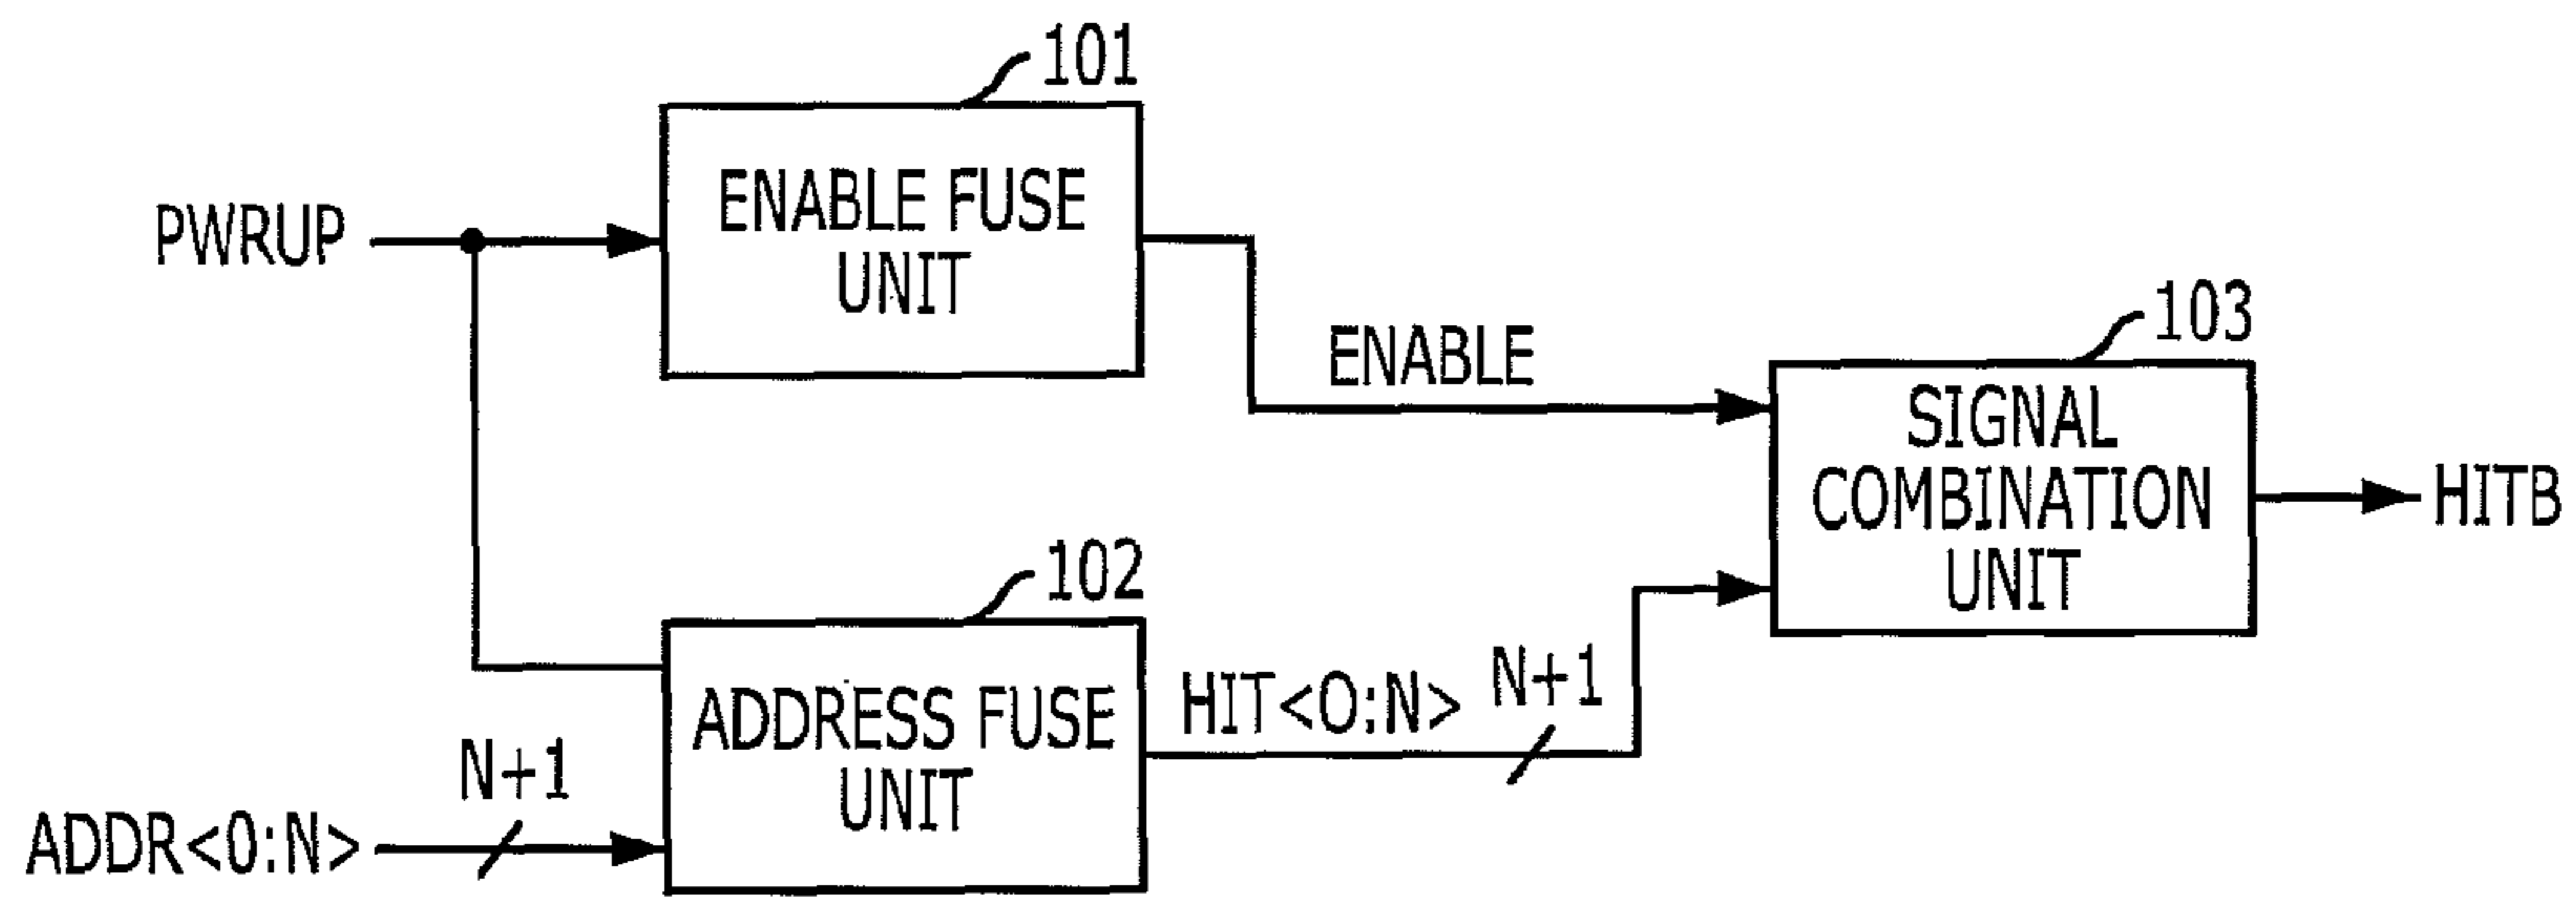 101
ENABLE FUSE
UNIT
PWRUP
ENABLE
103
SIGNAL
COMBINATION
UNIT
HITB
102
ADDRESS FUSE
UNIT
HIT<0:N>
N+1
N+1
ADDR<0:N>